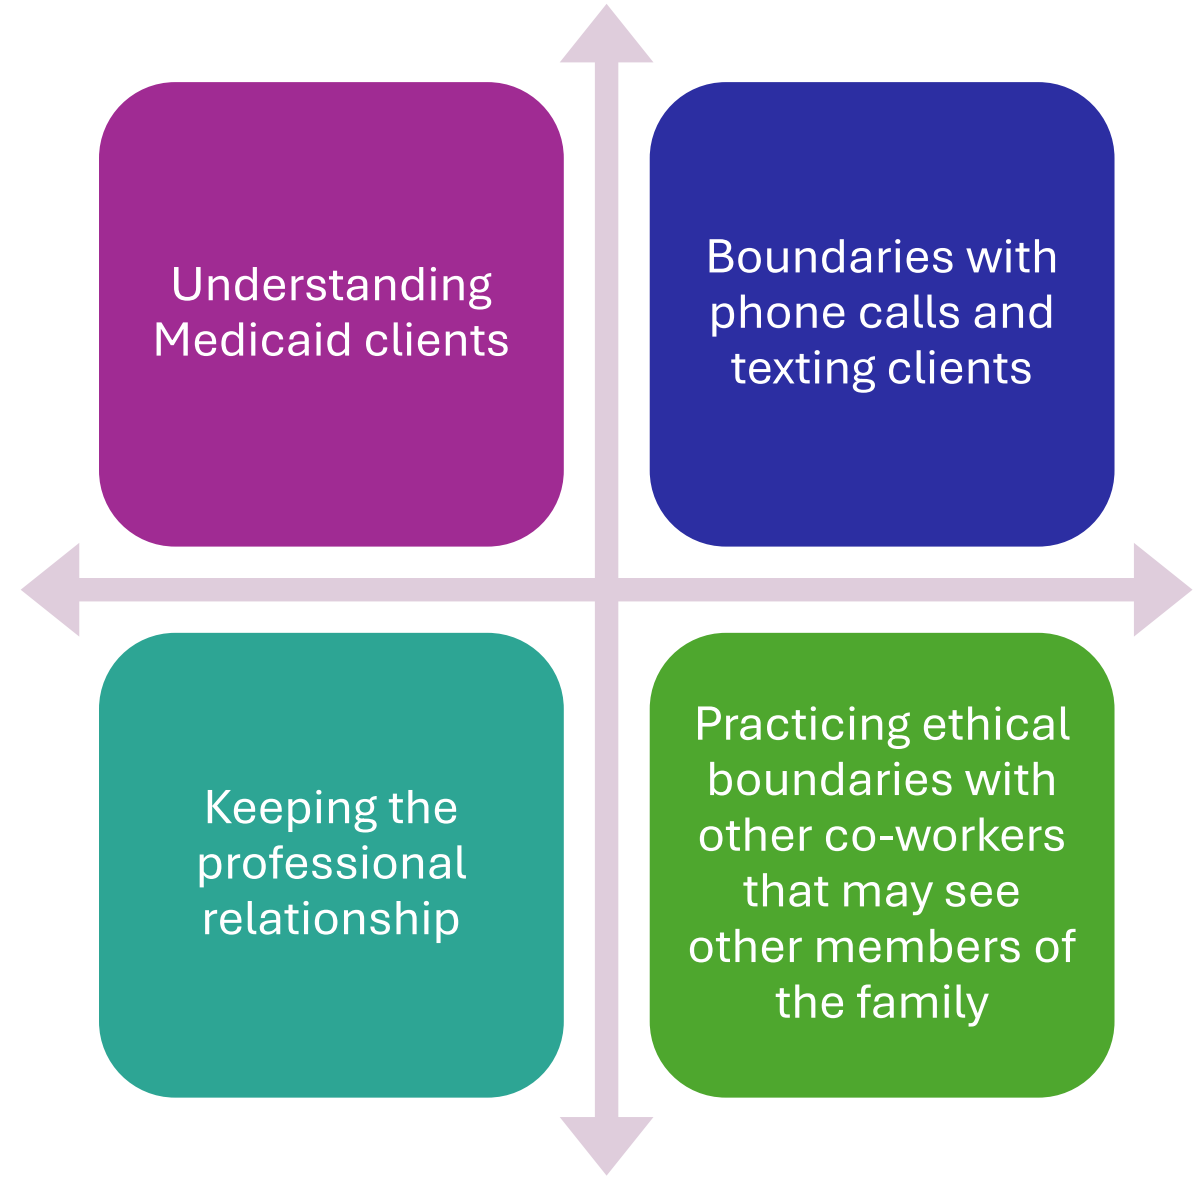 Understanding
Medicaid clients
Boundaries with
phone calls and
texting clients
Keeping the
professional
relationship
Practicing ethical
boundaries with
other co-workers
that may see
other members of
the family